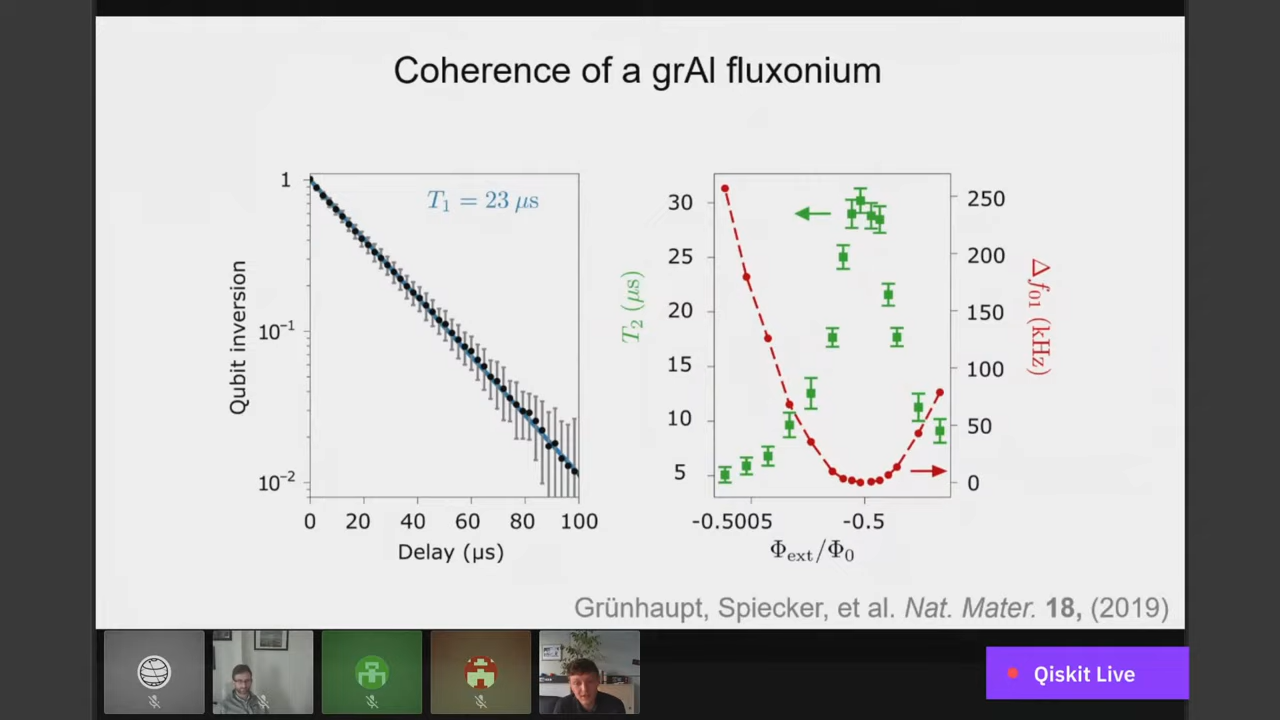 Coherence of a grAl fluxonium
1
10⁻¹
10⁻²
Qubit inversion
T₁ = 23 μs
0 20 40 60 80 100
Delay (μs)
30
25
20
15
10
5
T₂ (μs)
250
200
150
100
50
0
Δf₀₁ (kHz)
-0.5005 -0.5
Φext/Φ₀
Grünhaupt, Spiecker, et al. Nat. Mater. 18, (2019)
Qiskit Live